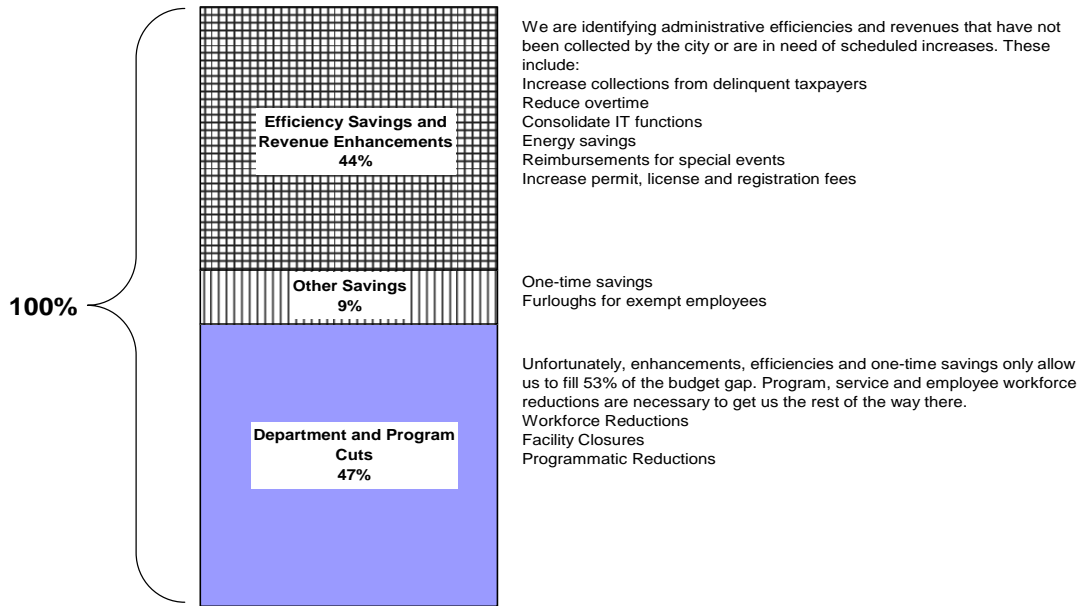 We are identifying administrative efficiencies and revenues that have not
been collected by the city or are in need of scheduled increases. These
include:
Increase collections from delinquent taxpayers
Reduce overtime
Consolidate IT functions
Energy savings
Reimbursements for special events
Increase permit, license and registration fees
Efficiency Savings and
Revenue Enhancements
44%
100%
Other Savings
9%
One-time savings
Furloughs for exempt employees
Unfortunately, enhancements, efficiencies and one-time savings only allow
us to fill 53% of the budget gap. Program, service and employee workforce
reductions are necessary to get us the rest of the way there.
Workforce Reductions
Facility Closures
Programmatic Reductions
Department and Program
Cuts
47%